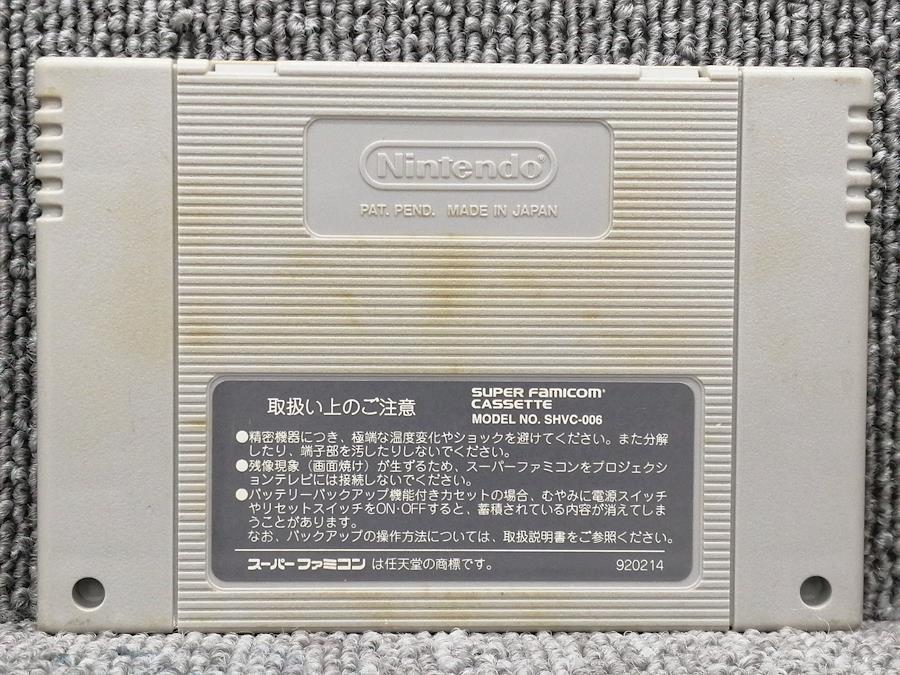 Nintendo®
PAT. PEND. MADE IN JAPAN
取扱い上のご注意
SUPER FAMICOM®
CASSETTE
MODEL NO. SHVC-006
●精密機器につき、極端な温度変化やショックを避けてください。また分解
したり、端子部を汚したりしないでください。
●残像現象（画面焼け）が生ずるため、スーパーファミコンをプロジェクシ
ョンテレビには接続しないでください。
●バッテリーバックアップ機能付きカセットの場合、むやみに電源スイッチ
やリセットスイッチをON・OFFすると、蓄積されている内容が消えてしま
うことがあります。
なお、バックアップの操作方法については、取扱説明書をご参照ください。
スーパーファミコンは任天堂の商標です。 920214